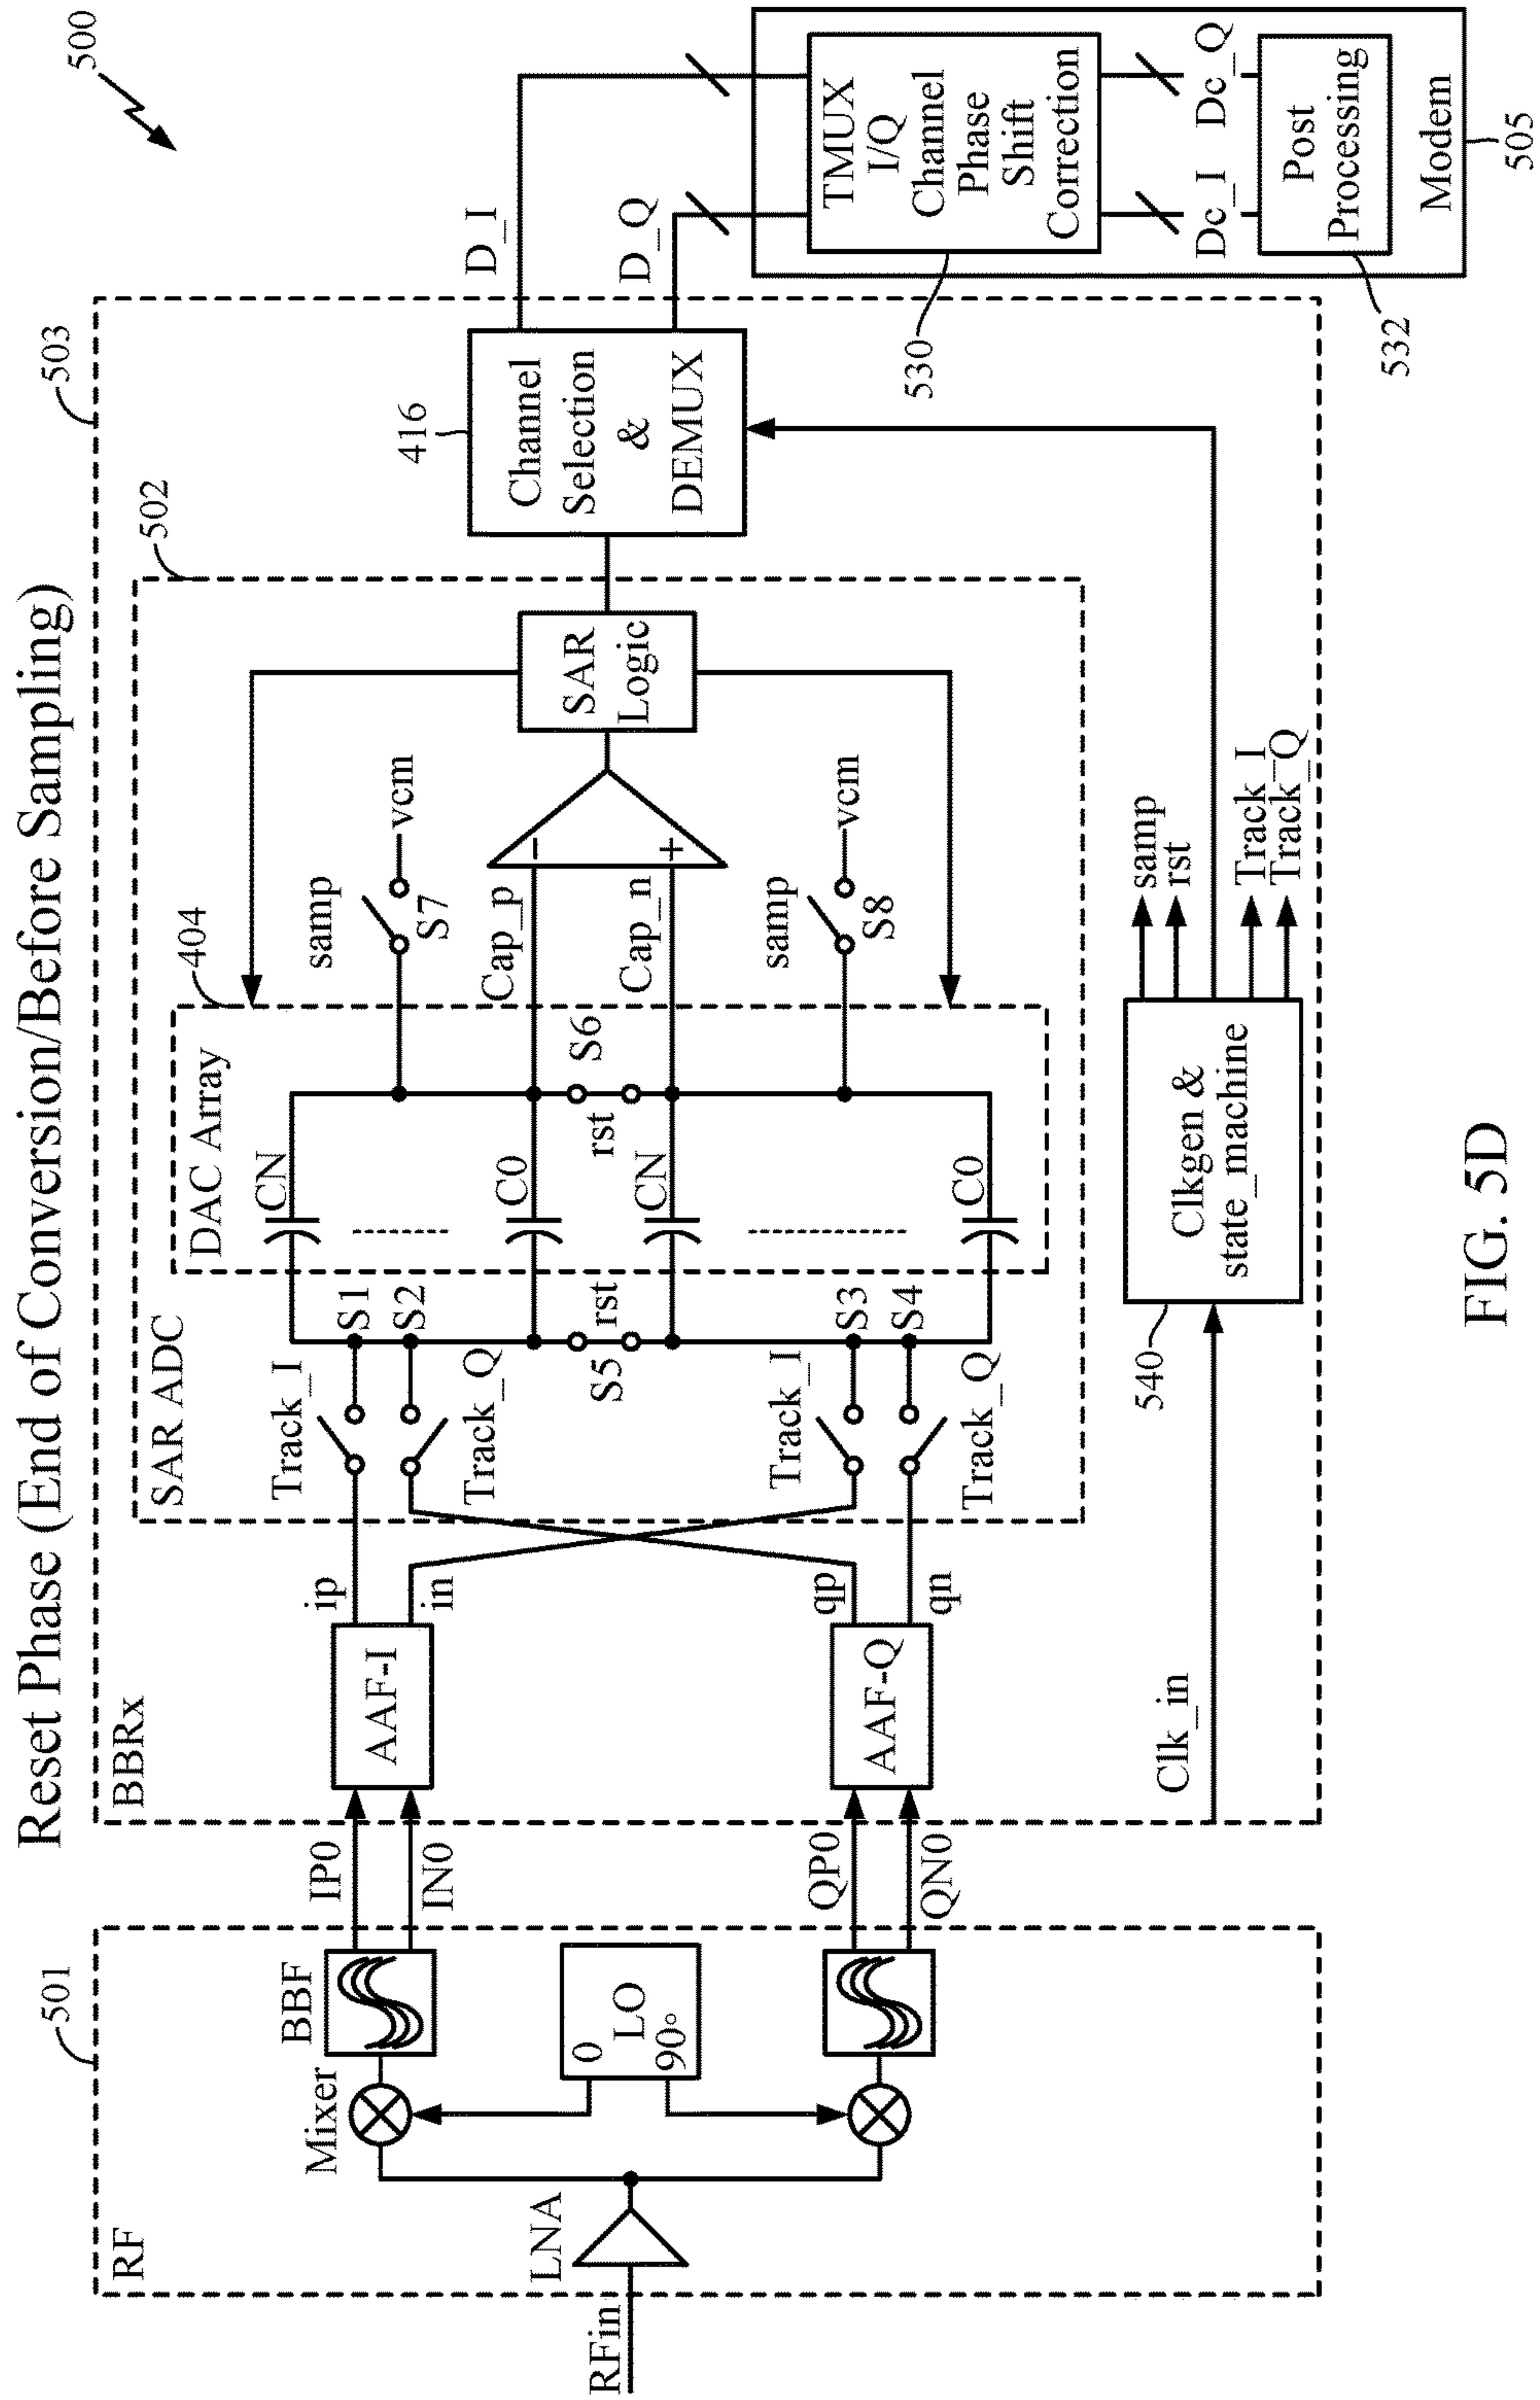 Reset Phase (End of Conversion/Before Sampling)
500
501
RF
RFin
LNA
Mixer
BBF
0
LO
90°
IP0
IN0
QP0
QN0
503
BBRx
AAF-I
AAF-Q
ip
in
qp
qn
Clk_in
502
SAR ADC
Track_I
S1
S2
Track_Q
S5
rst
Track_I
S3
S4
Track_Q
404
DAC Array
CN
C0
rst
S6
CN
C0
samp
S7
vcm
Cap_p
Cap_n
samp
S8
vcm
−
+
SAR
Logic
416
Channel
Selection
&
DEMUX
D_I
D_Q
540
Clkgen &
state_machine
samp
rst
Track_I
Track_Q
530
TMUX
I/Q
Channel
Phase
Shift
Correction
Dc_I
Dc_Q
532
Post
Processing
Modem
505
FIG. 5D